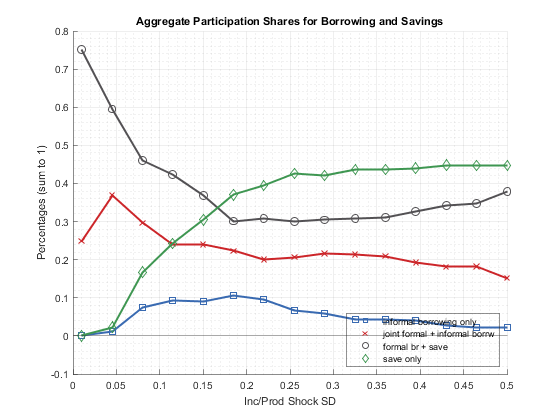 Aggregate Participation Shares for Borrowing and Savings
Percentages (sum to 1)
0.8
0.7
0.6
0.5
0.4
0.3
0.2
0.1
0
-0.1
informal borrowing only
joint formal + informal borrw
formal br + save
save only
0 0.05 0.1 0.15 0.2 0.25 0.3 0.35 0.4 0.45 0.5
Inc/Prod Shock SD